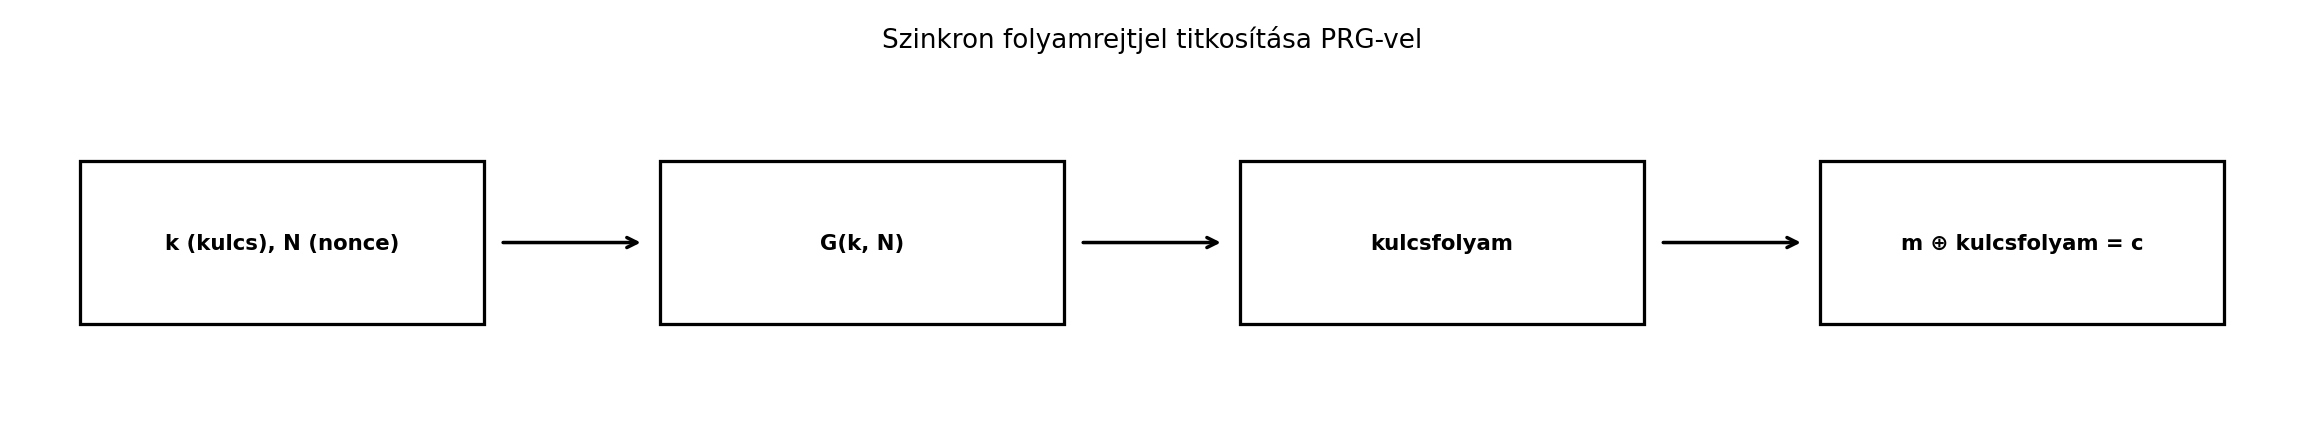 Szinkron folyamrejtjel titkosítása PRG-vel
k (kulcs), N (nonce)
G(k, N)
kulcsfolyam
m ⊕ kulcsfolyam = c